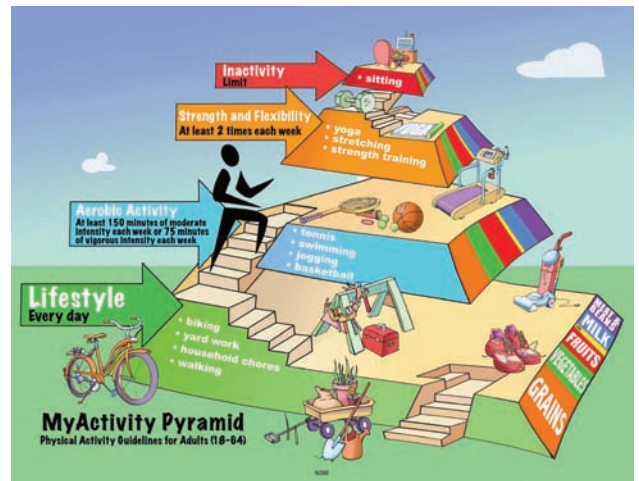 Inactivity
Limit
• sitting
Strength and Flexibility
At least 2 times each week
• yoga
• stretching
• strength training
Aerobic Activity
At least 150 minutes of moderate
intensity each week or 75 minutes
of vigorous intensity each week
• tennis
• swimming
• jogging
• basketball
Lifestyle
Every day
• biking
• yard work
• household chores
• walking
MEAT & BEANS
MILK
FRUITS
VEGETABLES
GRAINS
MyActivity Pyramid
Physical Activity Guidelines for Adults (18-64)